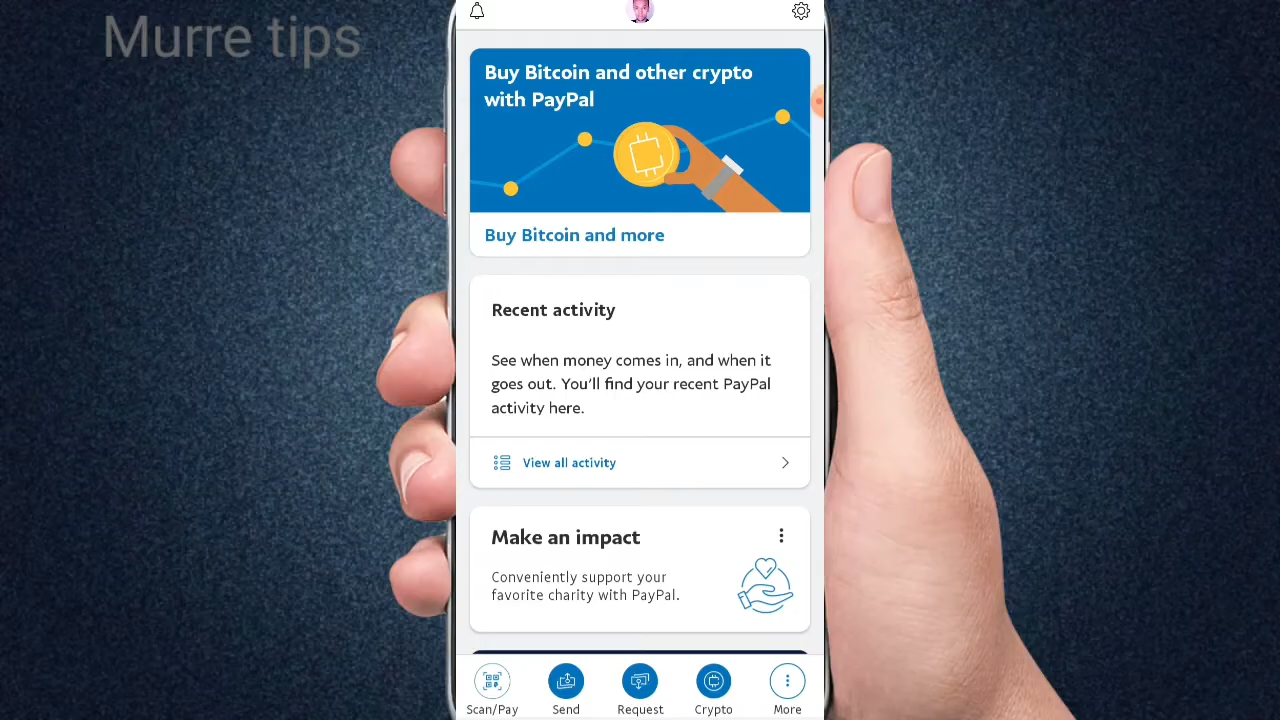 Murre tips
Buy Bitcoin and other crypto
with PayPal
Buy Bitcoin and more
Recent activity
See when money comes in, and when it
goes out. You'll find your recent PayPal
activity here.
View all activity
Make an impact
Conveniently support your
favorite charity with PayPal.
Scan/Pay
Send
Request
Crypto
More